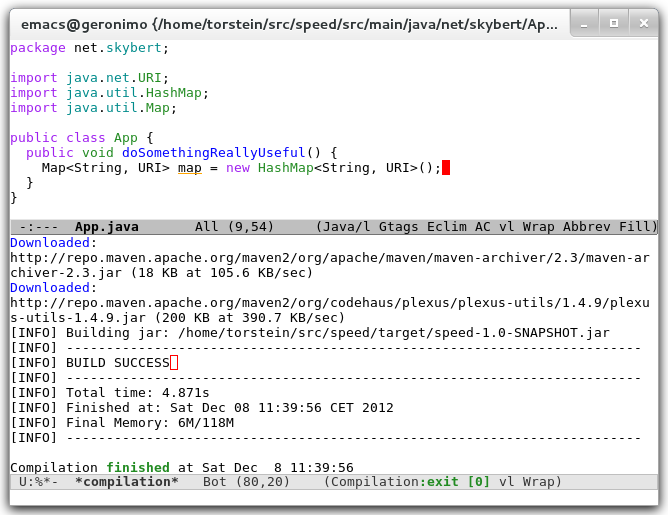 emacs@geronimo {/home/torstein/src/speed/src/main/java/net/skybert/Ap...
package net.skybert;
import java.net.URI;
import java.util.HashMap;
import java.util.Map;
public class App {
  public void doSomethingReallyUseful() {
    Map<String, URI> map = new HashMap<String, URI>();
  }
}
-:--- App.java All (9,54) (Java/l Gtags Eclim AC vl Wrap Abbrev Fill)
Downloaded:
http://repo.maven.apache.org/maven2/org/apache/maven/maven-archiver/2.3/maven-ar
chiver-2.3.jar (18 KB at 105.6 KB/sec)
Downloaded:
http://repo.maven.apache.org/maven2/org/codehaus/plexus/plexus-utils/1.4.9/plexu
s-utils-1.4.9.jar (200 KB at 390.7 KB/sec)
[INFO] Building jar: /home/torstein/src/speed/target/speed-1.0-SNAPSHOT.jar
[INFO] ------------------------------------------------------------------------
[INFO] BUILD SUCCESS
[INFO] ------------------------------------------------------------------------
[INFO] Total time: 4.871s
[INFO] Finished at: Sat Dec 08 11:39:56 CET 2012
[INFO] Final Memory: 6M/118M
[INFO] ------------------------------------------------------------------------
Compilation finished at Sat Dec  8 11:39:56
U:%*- *compilation* Bot (80,20) (Compilation:exit [0] vl Wrap)